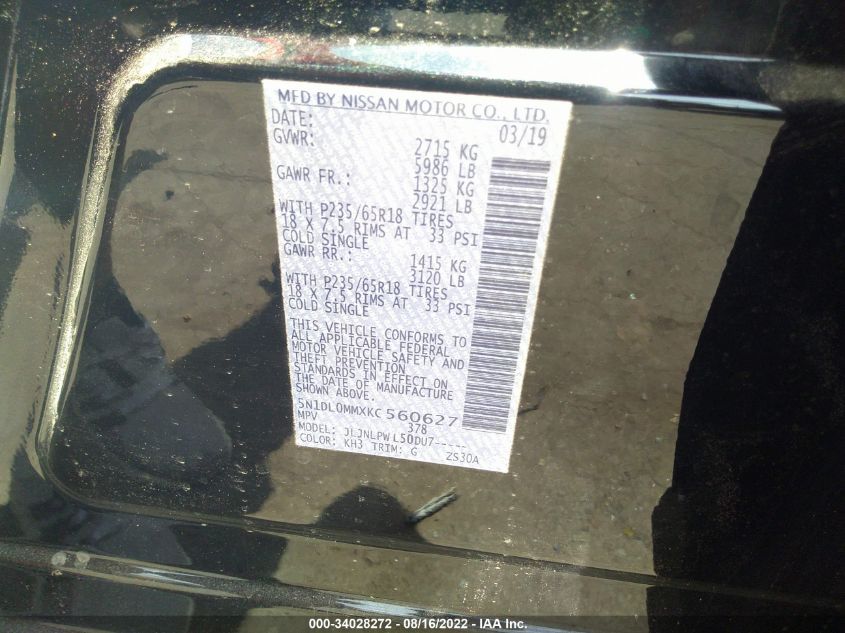 MFD BY NISSAN MOTOR CO., LTD.
DATE: 03/19
GVWR: 2715 KG
5986 LB
GAWR FR.: 1325 KG
2921 LB
WITH P235/65R18 TIRES
18 X 7.5 RIMS AT 33 PSI
COLD SINGLE
GAWR RR.: 1415 KG
3120 LB
WITH P235/65R18 TIRES
18 X 7.5 RIMS AT 33 PSI
COLD SINGLE
THIS VEHICLE CONFORMS TO
ALL APPLICABLE FEDERAL
MOTOR VEHICLE SAFETY AND
THEFT PREVENTION
STANDARDS IN EFFECT ON
THE DATE OF MANUFACTURE
SHOWN ABOVE.
5N1DL0MMXKC560627
MPV 378
MODEL: JLJNLPWL50DU7-----
COLOR: KH3 TRIM: G ZS30A
000-34028272 - 08/16/2022 - IAA Inc.